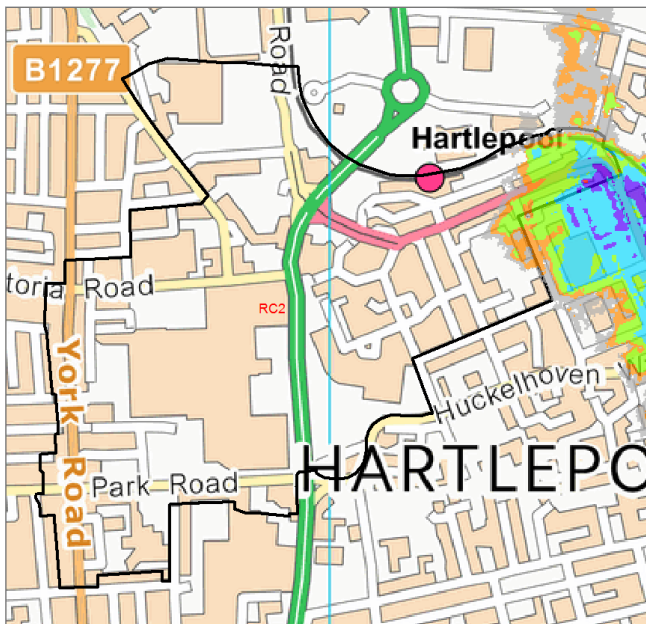 B1277
Road
Hartlepool
toria Road
RC2
York Road
Huckelhoven W
Park Road
HARTLEPO